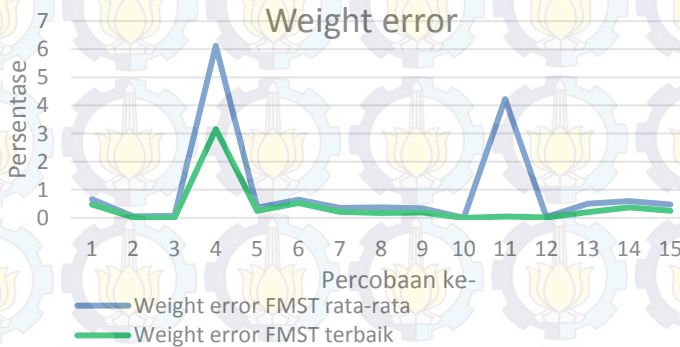 Weight error
Persentase
7
6
5
4
3
2
1
0
1 2 3 4 5 6 7 8 9 10 11 12 13 14 15
Percobaan ke-
Weight error FMST rata-rata
Weight error FMST terbaik